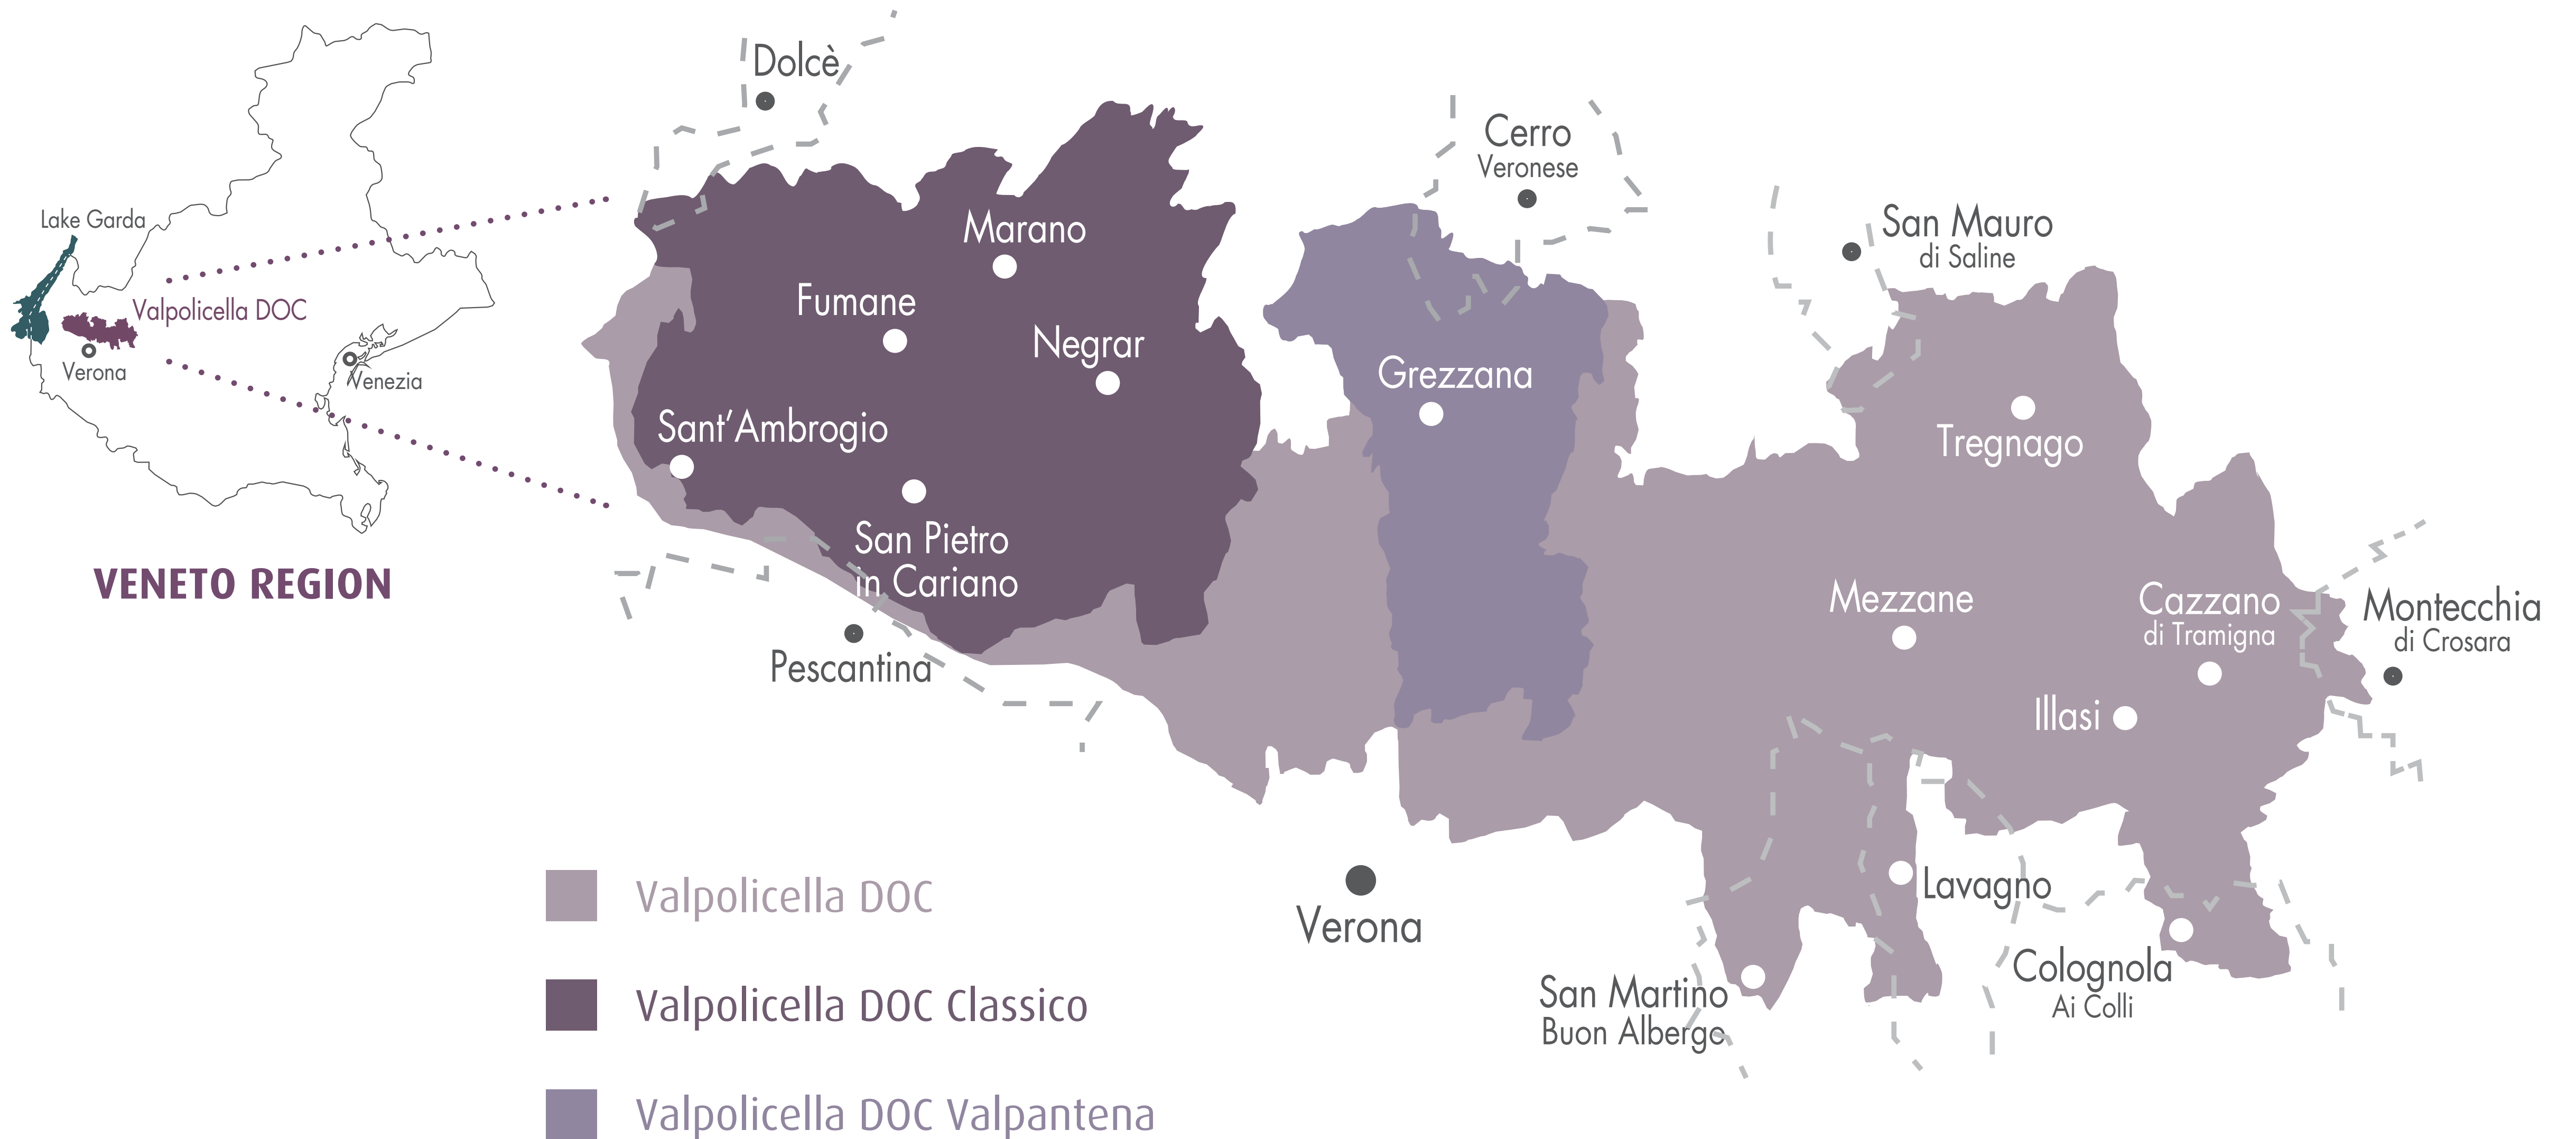 Lake Garda
Valpolicella DOC
Verona
Venezia
VENETO REGION
Dolcè
Marano
Fumane
Negrar
Sant'Ambrogio
San Pietro
in Cariano
Pescantina
Cerro
Veronese
Grezzana
San Mauro
di Saline
Tregnago
Mezzane
Cazzano
di Tramigna
Illasi
Montecchia
di Crosara
Verona
Lavagno
San Martino
Buon Albergo
Colognola
Ai Colli
Valpolicella DOC
Valpolicella DOC Classico
Valpolicella DOC Valpantena